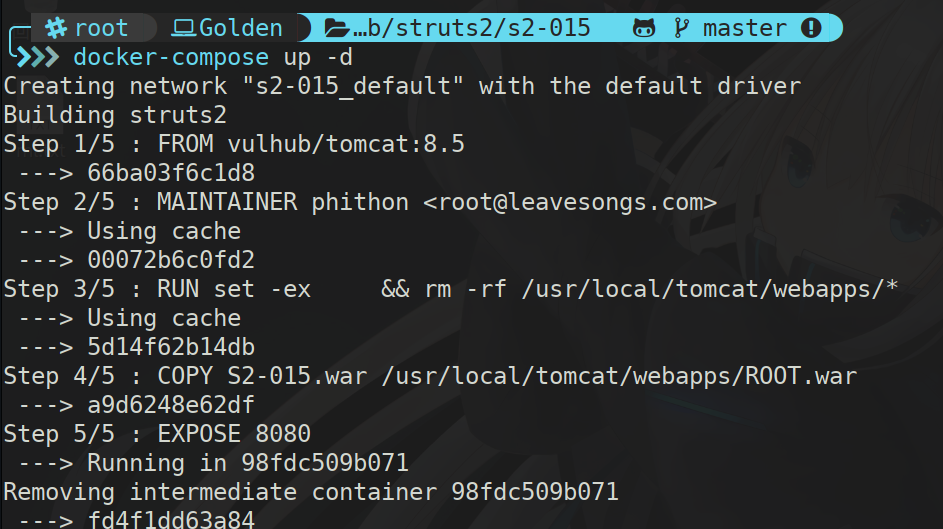 root Golden …b/struts2/s2-015 master
docker-compose up -d
Creating network "s2-015_default" with the default driver
Building struts2
Step 1/5 : FROM vulhub/tomcat:8.5
 ---> 66ba03f6c1d8
Step 2/5 : MAINTAINER phithon <root@leavesongs.com>
 ---> Using cache
 ---> 00072b6c0fd2
Step 3/5 : RUN set -ex     && rm -rf /usr/local/tomcat/webapps/*
 ---> Using cache
 ---> 5d14f62b14db
Step 4/5 : COPY S2-015.war /usr/local/tomcat/webapps/ROOT.war
 ---> a9d6248e62df
Step 5/5 : EXPOSE 8080
 ---> Running in 98fdc509b071
Removing intermediate container 98fdc509b071
 ---> fd4f1dd63a84